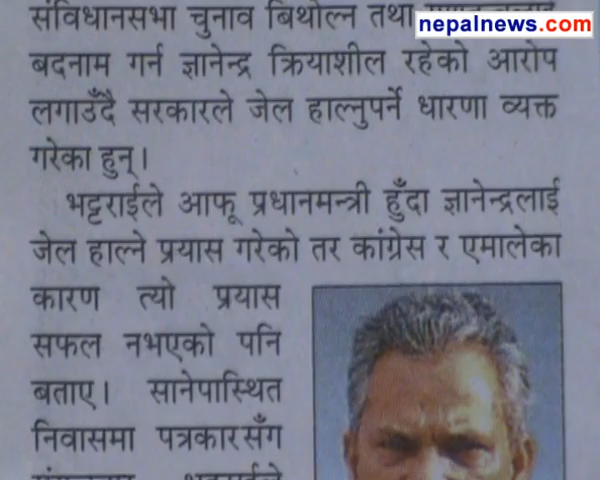 nepalnews.com
संविधानसभा चुनाव बिथोल्न तथा
बदनाम गर्न ज्ञानेन्द्र क्रियाशील रहेको आरोप
लगाउँदै सरकारले जेल हाल्नुपर्ने धारणा व्यक्त
गरेका हुन्।
भट्टराईले आफू प्रधानमन्त्री हुँदा ज्ञानेन्द्रलाई
जेल हाल्ने प्रयास गरेको तर कांग्रेस र एमालेका
कारण त्यो प्रयास
सफल नभएको पनि
बताए। सानेपास्थित
निवासमा पत्रकारसँग